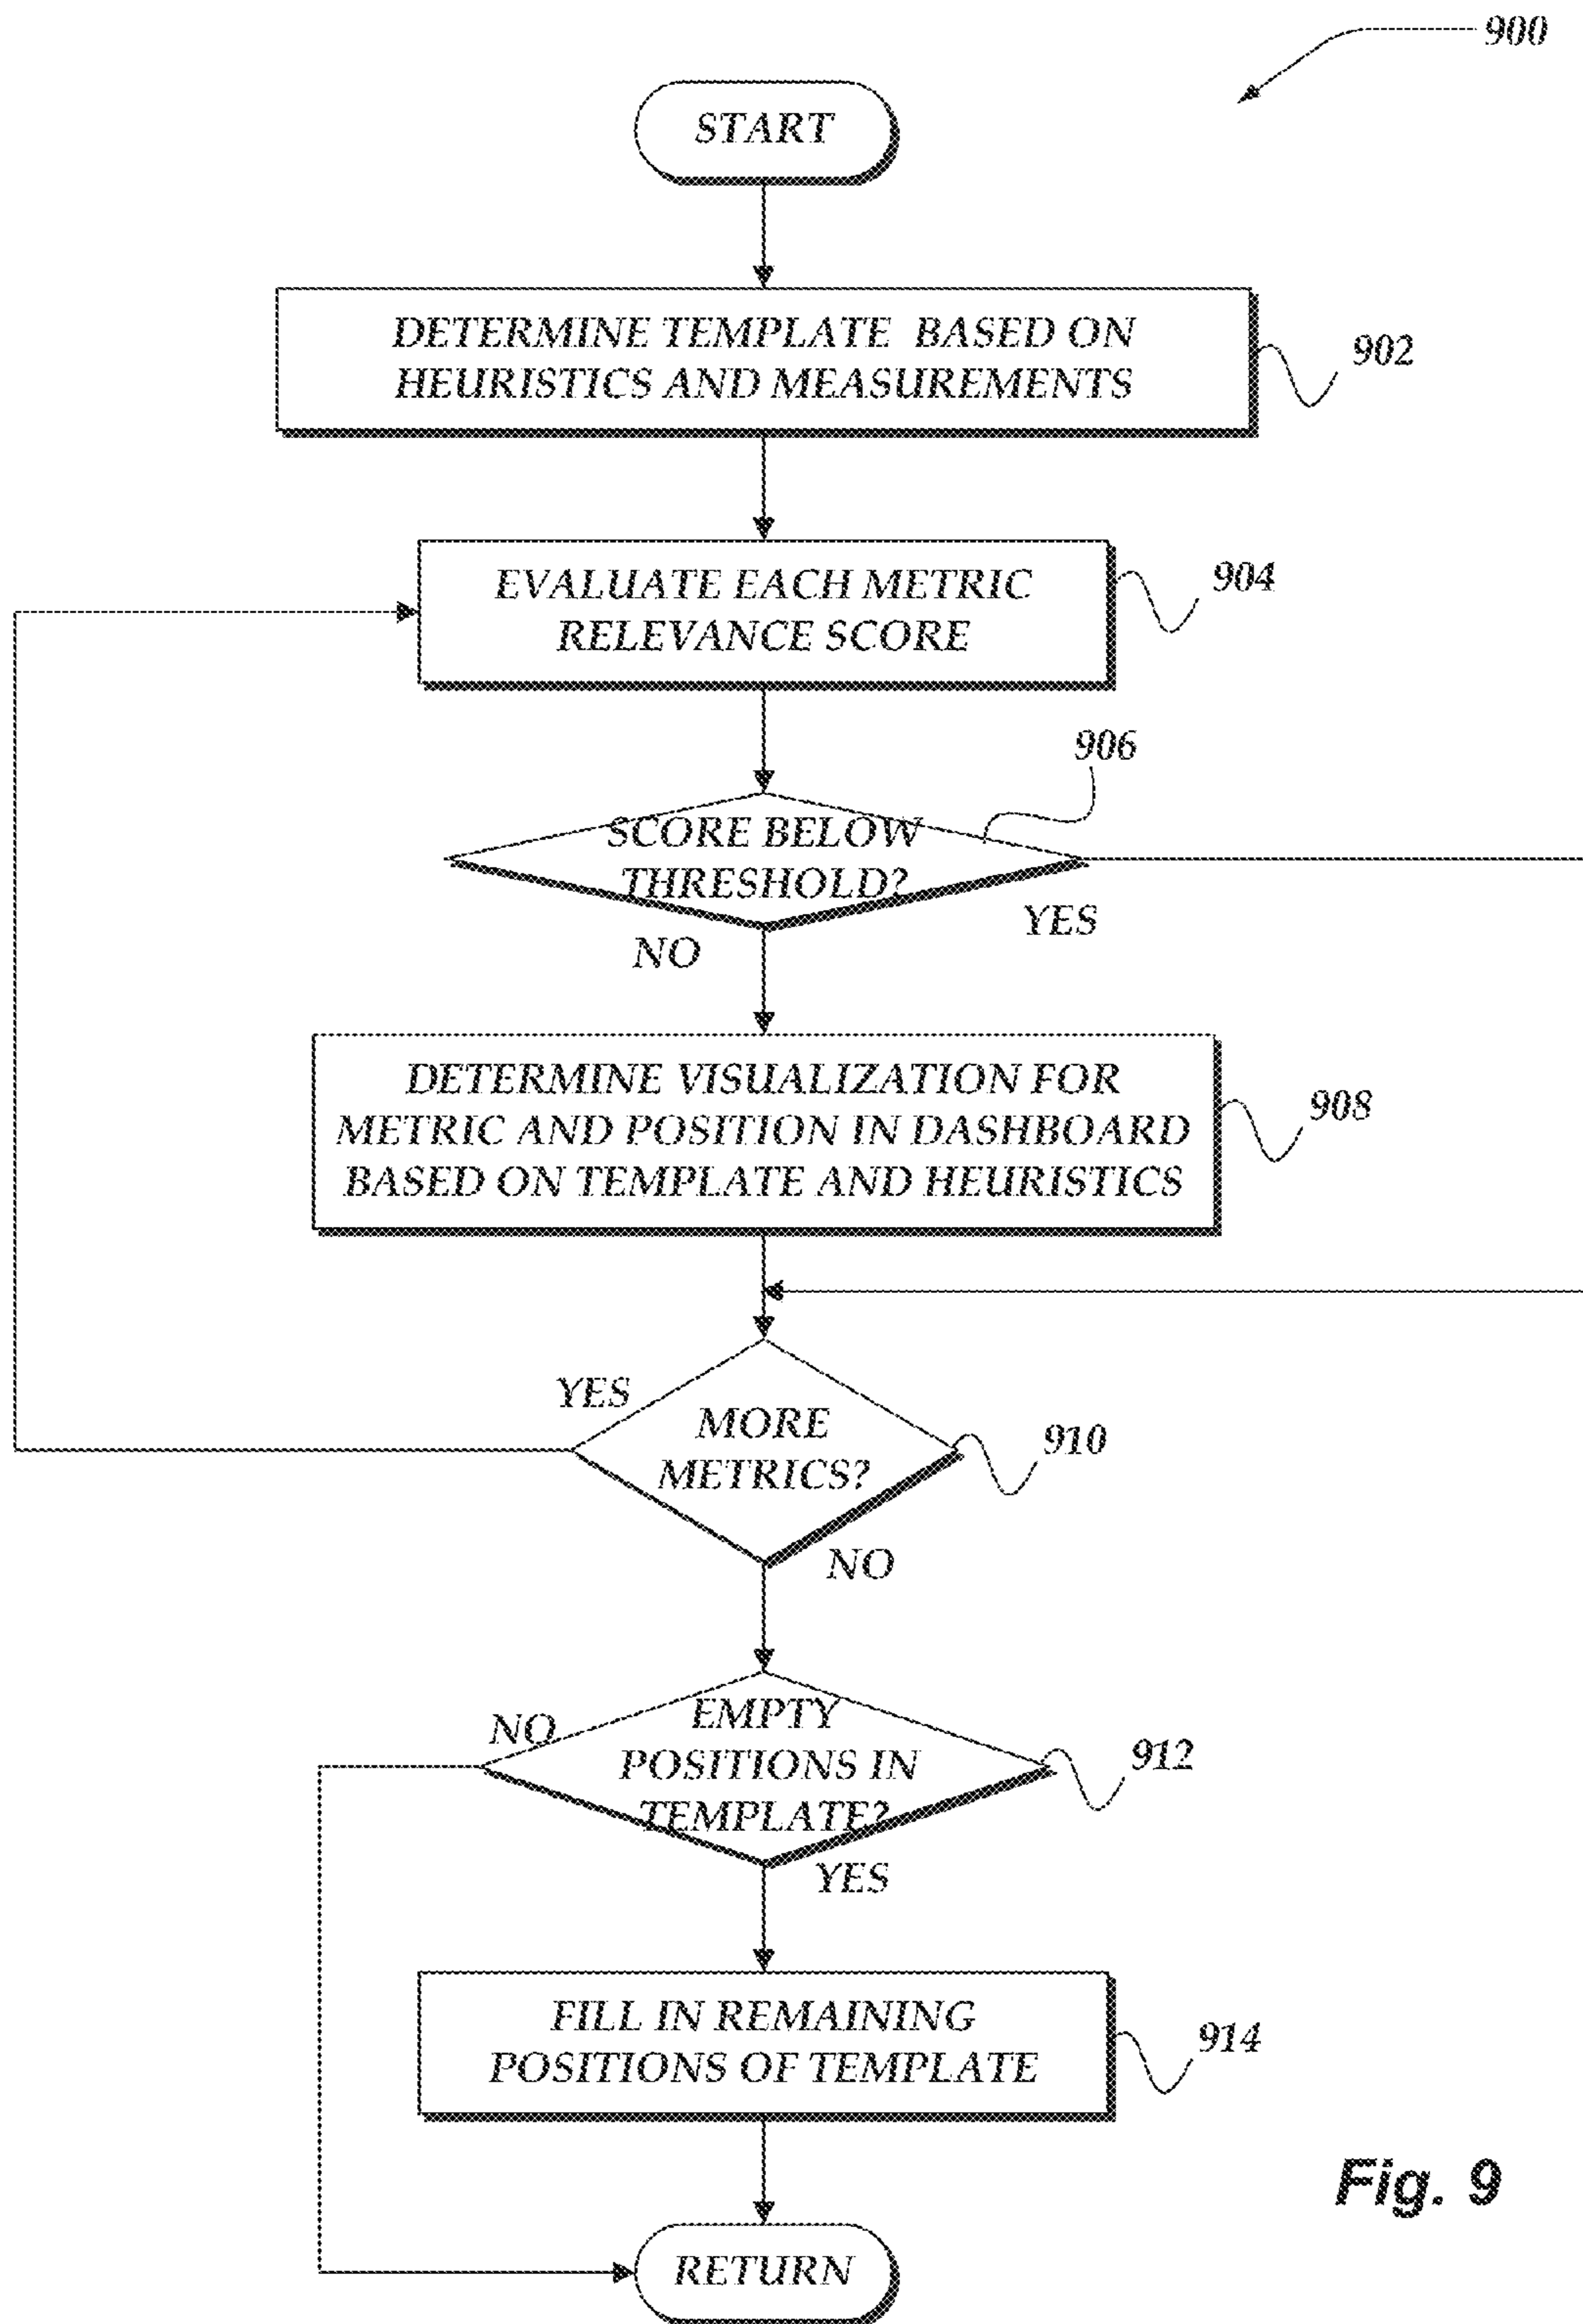 900
START
DETERMINE TEMPLATE BASED ON
HEURISTICS AND MEASUREMENTS
902
EVALUATE EACH METRIC
RELEVANCE SCORE
904
906
SCORE BELOW
THRESHOLD?
YES
NO
DETERMINE VISUALIZATION FOR
METRIC AND POSITION IN DASHBOARD
BASED ON TEMPLATE AND HEURISTICS
908
YES
MORE
METRICS?
910
NO
NO
EMPTY
POSITIONS IN
TEMPLATE?
912
YES
FILL IN REMAINING
POSITIONS OF TEMPLATE
914
Fig. 9
RETURN